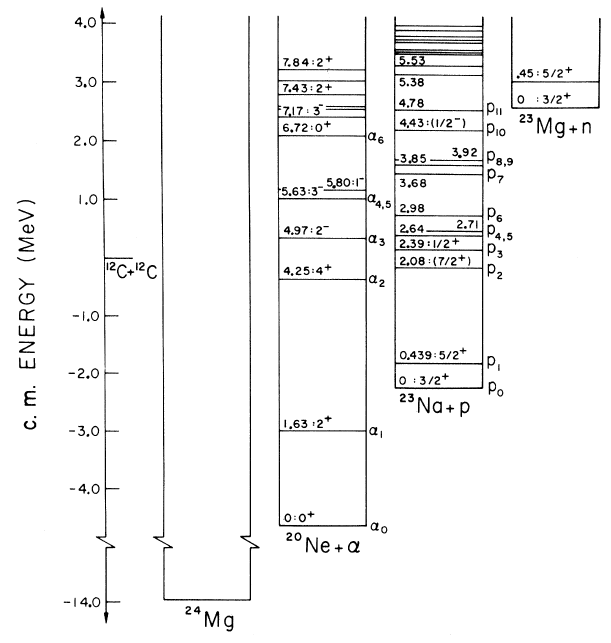 c.m. ENERGY (MeV)
4.0
3.0
2.0
1.0
-1.0
-2.0
-3.0
-4.0
-14.0
¹²C+¹²C
²⁴Mg
7.84:2⁺
7.43:2⁺
7.17:3⁻
6.72:0⁺ α₆
5.80:1⁻
5.63:3⁻ α₄,₅
4.97:2⁻ α₃
4.25:4⁺ α₂
1.63:2⁺ α₁
0:0⁺ α₀
²⁰Ne+α
5.53
5.38
4.78 p₁₁
4.43:(1/2⁻) p₁₀
3.92
3.85 p₈,₉
3.68 p₇
2.98 p₆
2.71
2.64 p₄,₅
2.39:1/2⁺ p₃
2.08:(7/2⁺) p₂
0.439:5/2⁺ p₁
0:3/2⁺ p₀
²³Na+p
.45:5/2⁺
0:3/2⁺
²³Mg+n